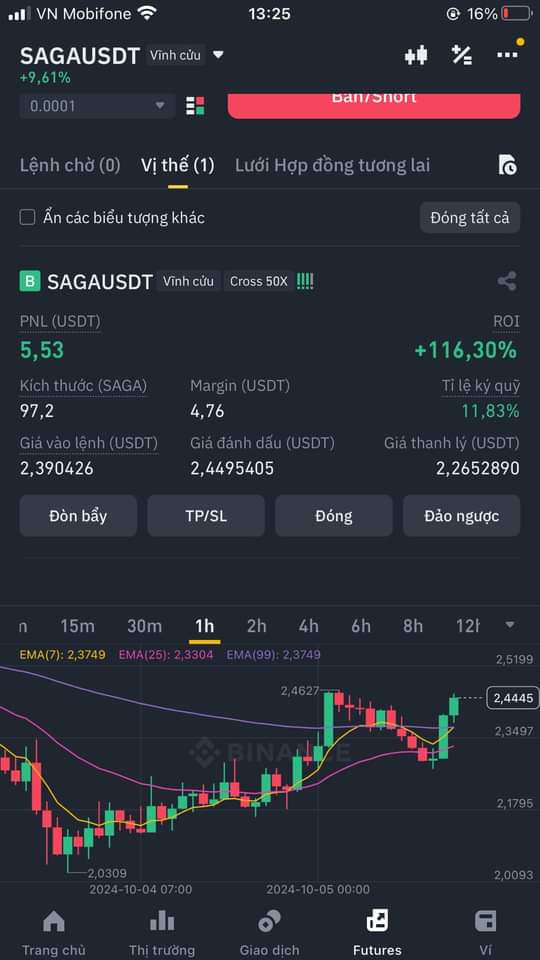 VN Mobifone 13:25 16%
SAGAUSDT Vĩnh cửu
+9,61%
0.0001 Bán/Short
Lệnh chờ (0) Vị thế (1) Lưới Hợp đồng tương lai
Ẩn các biểu tượng khác Đóng tất cả
B SAGAUSDT Vĩnh cửu Cross 50X !!!!
PNL (USDT) ROI
5,53 +116,30%
Kích thước (SAGA) Margin (USDT) Tỉ lệ ký quỹ
97,2 4,76 11,83%
Giá vào lệnh (USDT) Giá đánh dấu (USDT) Giá thanh lý (USDT)
2,390426 2,4495405 2,2652890
Đòn bẩy TP/SL Đóng Đảo ngược
15m 30m 1h 2h 4h 6h 8h
EMA(7): 2,3749 EMA(25): 2,3304 EMA(99): 2,3749
2,5199
2,4627
2,4445
2,3497
BINANCE
2,1795
2,0309
2,0093
2024-10-04 07:00 2024-10-05 00:00
Trang chủ Thị trường Giao dịch Futures Ví